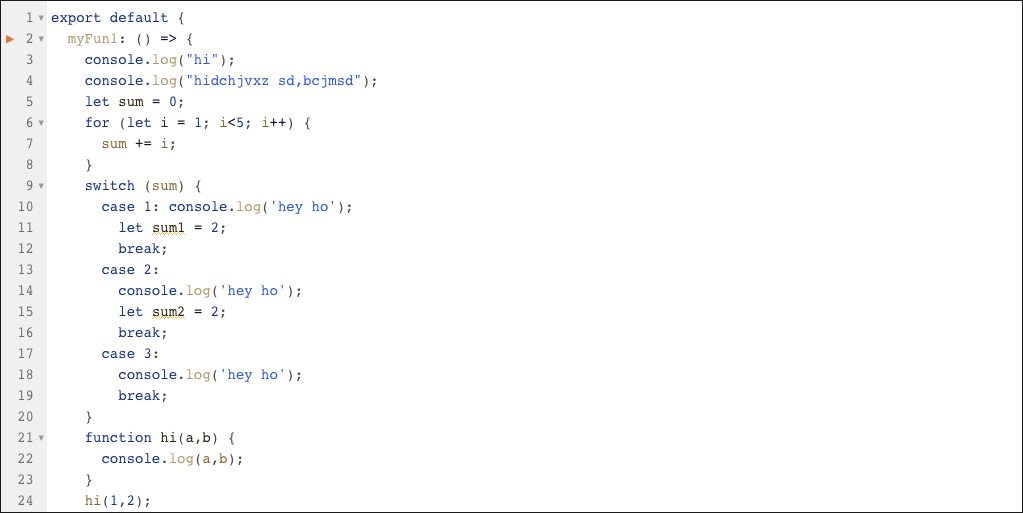 1 export default {
2 myFun1: () => {
3 console.log("hi");
4 console.log("hidchjvxz sd,bcjmsd");
5 let sum = 0;
6 for (let i = 1; i<5; i++) {
7 sum += i;
8 }
9 switch (sum) {
10 case 1: console.log('hey ho');
11 let sum1 = 2;
12 break;
13 case 2:
14 console.log('hey ho');
15 let sum2 = 2;
16 break;
17 case 3:
18 console.log('hey ho');
19 break;
20 }
21 function hi(a,b) {
22 console.log(a,b);
23 }
24 hi(1,2);